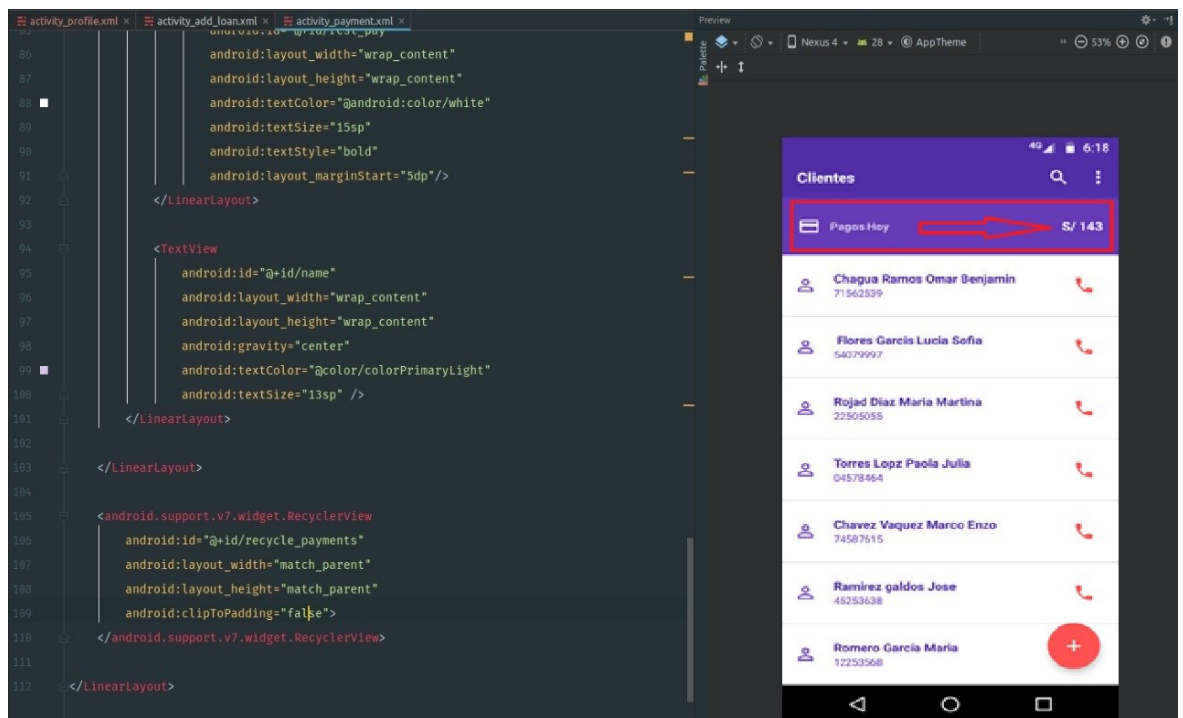 activity_profile.xml × activity_add_loan.xml × activity_payment.xml ×
86 android:layout_width="wrap_content"
87 android:layout_height="wrap_content"
88 android:textColor="@android:color/white"
89 android:textSize="15sp"
90 android:textStyle="bold"
91 android:layout_marginStart="5dp"/>
92 </LinearLayout>
93
94 <TextView
95 android:id="@+id/name"
96 android:layout_width="wrap_content"
97 android:layout_height="wrap_content"
98 android:gravity="center"
99 android:textColor="@color/colorPrimaryLight"
100 android:textSize="13sp" />
101 </LinearLayout>
102
103 </LinearLayout>
104
105 <android.support.v7.widget.RecyclerView
106 android:id="@+id/recycle_payments"
107 android:layout_width="match_parent"
108 android:layout_height="match_parent"
109 android:clipToPadding="false">
110 </android.support.v7.widget.RecyclerView>
111
112 </LinearLayout>
Preview
Palette
Nexus 4 28 AppTheme » 53%
4G 6:18
Clientes
Pagos Hoy S/ 143
Chagua Ramos Omar Benjamin
71562539
Flores Garcis Lucia Sofia
54079997
Rojad Diaz Maria Martina
22505055
Torres Lopz Paola Julia
04578464
Chavez Vaquez Marco Enzo
74587615
Ramirez galdos Jose
45253638
Romero Garcia Maria
12253568